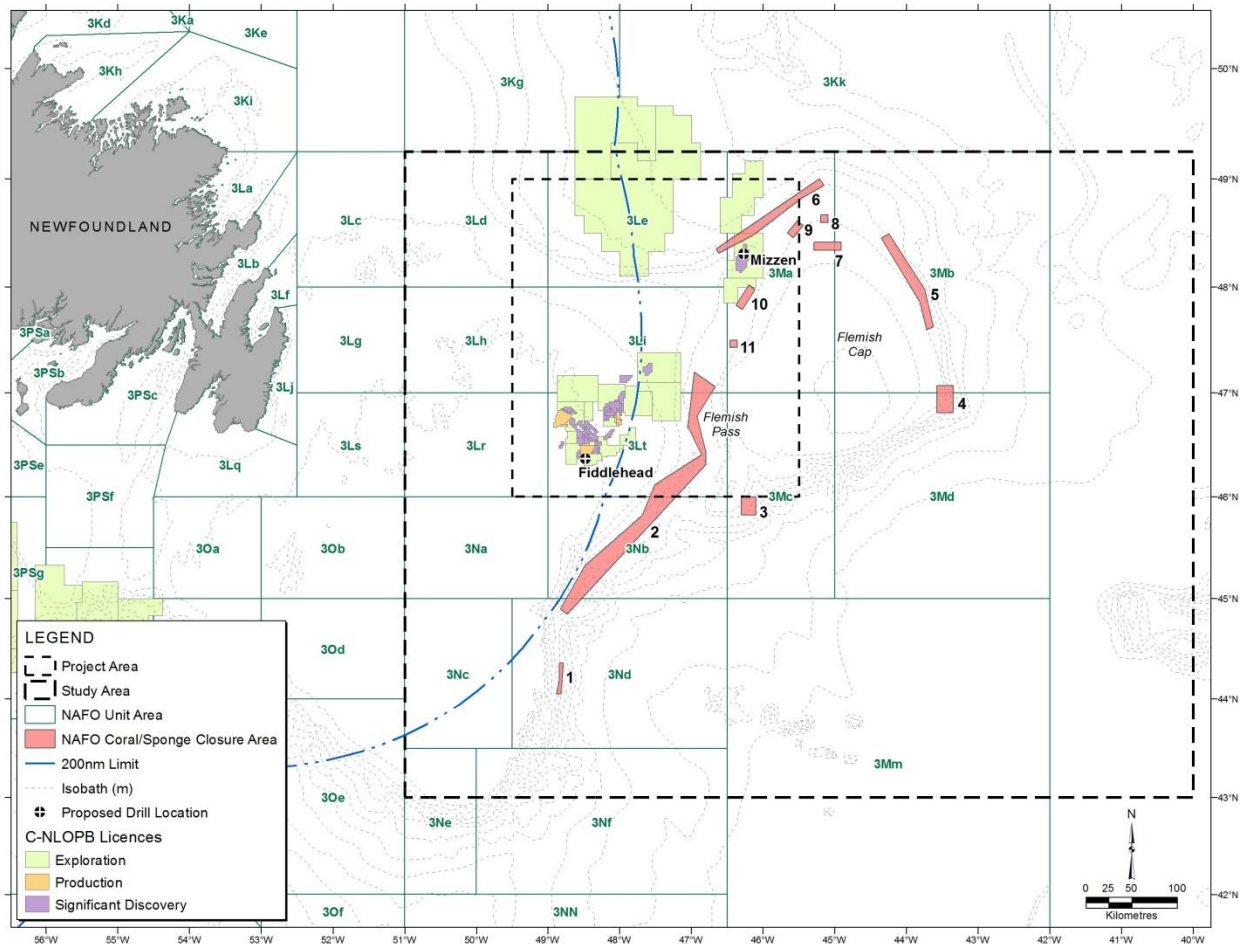 3Kd
3Ka
3Ke
3Kh
3Kg
3Kk
50°N
50°N
3Ki
49°N
49°N
3La
6
NEWFOUNDLAND
3Lc
3Ld
3Le
8
9
3Lb
Mizzen
7
3Ma
3Mb
3Lf
5
48°N
48°N
10
3PSa
3Lg
3Lh
3Li
11
Flemish
Cap
3PSb
3PSc
3Lj
47°N
47°N
4
Flemish
Pass
3Ls
3Lr
3Lt
3PSe
3Lq
Fiddlehead
3PSf
46°N
46°N
3Mc
3Md
3
2
3Oa
3Ob
3Na
3Nb
3PSg
45°N
45°N
LEGEND
Project Area
Study Area
NAFO Unit Area
NAFO Coral/Sponge Closure Area
200nm Limit
Isobath (m)
Proposed Drill Location
C-NLOPB Licences
Exploration
Production
Significant Discovery
3Od
3Nc
3Nd
1
44°N
3Mm
3Oe
43°N
3Ne
3Nf
N
0 25 50 100
Kilometres
42°N
3Of
3NN
56°W
55°W
54°W
53°W
52°W
51°W
50°W
49°W
48°W
47°W
46°W
45°W
44°W
43°W
42°W
41°W
40°W